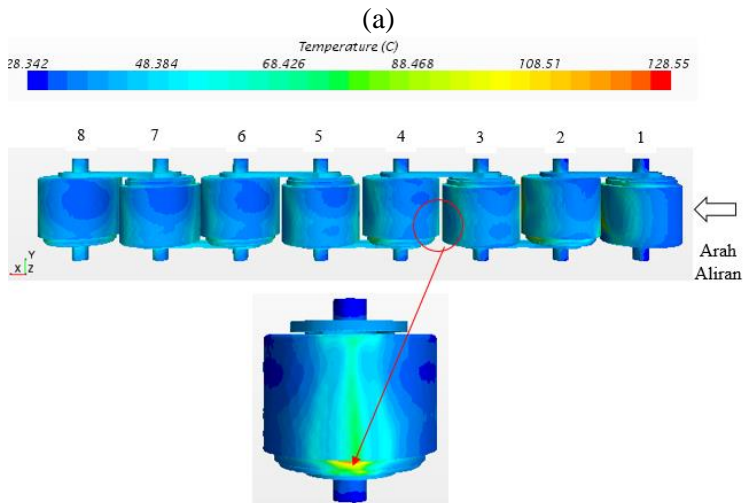 (a)
Temperature (C)
28.342 48.384 68.426 88.468 108.51 128.55
8 7 6 5 4 3 2 1
Y
X Z
Arah
Aliran